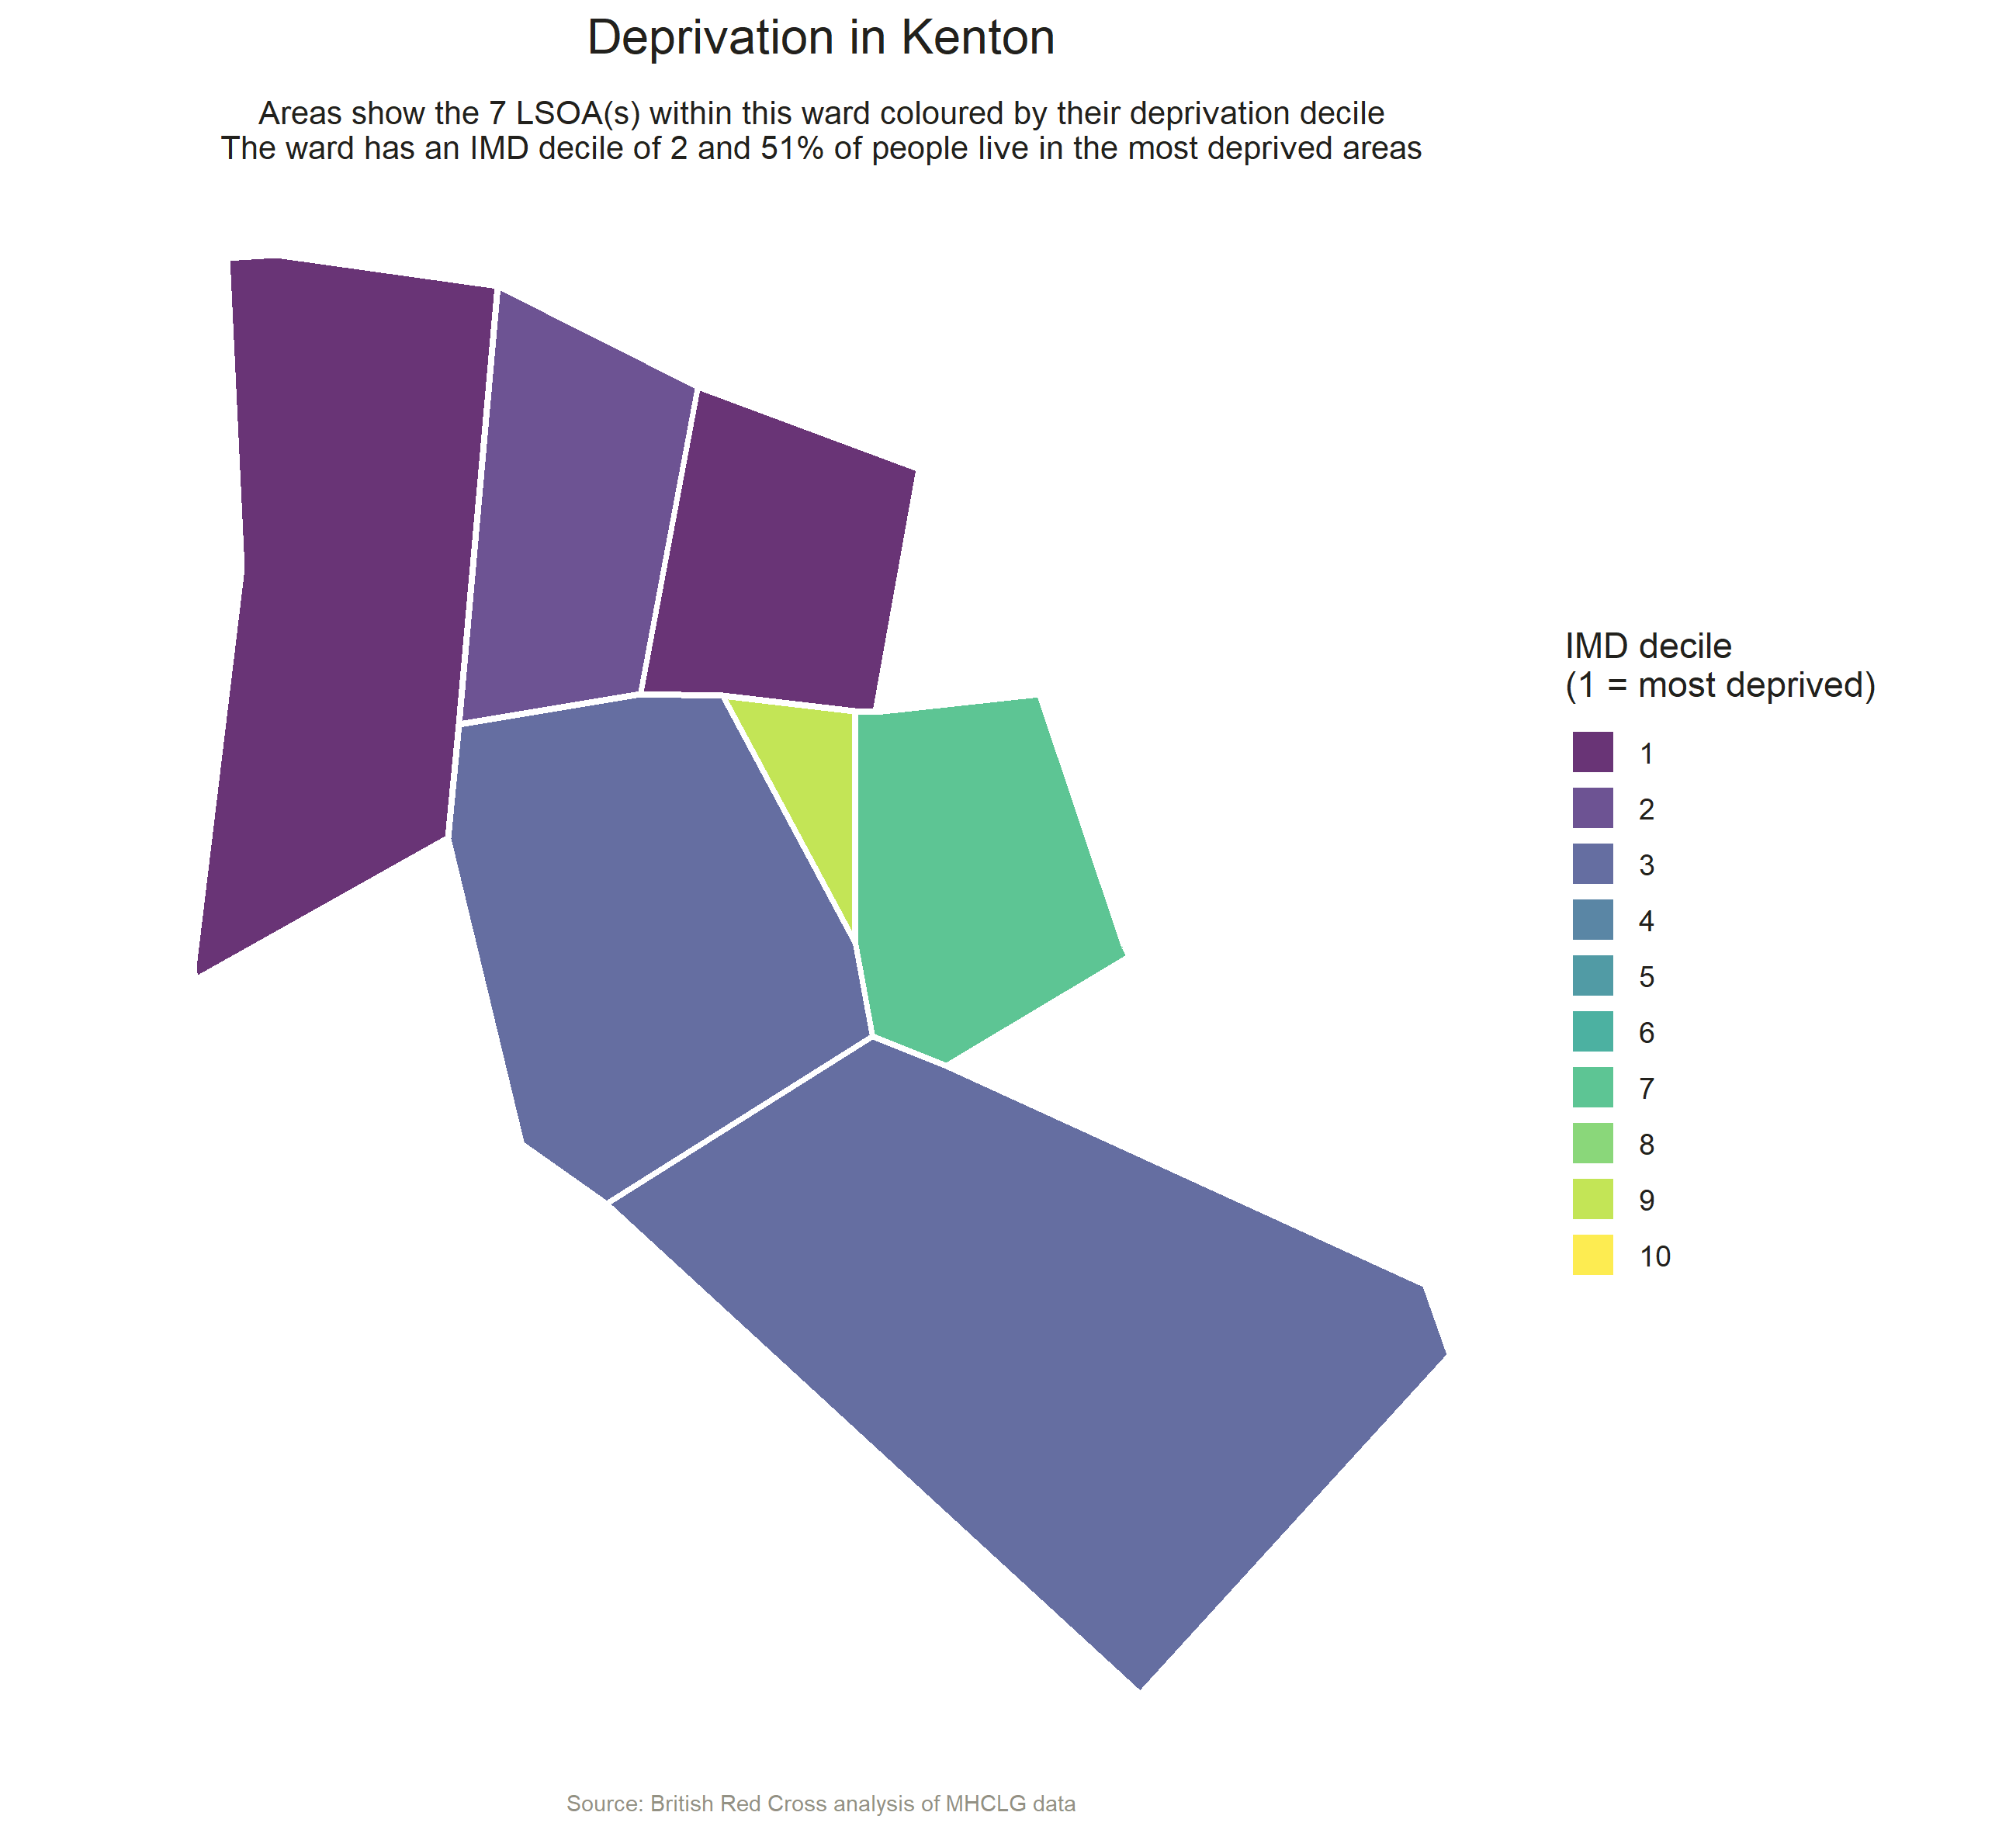 Deprivation in Kenton
Areas show the 7 LSOA(s) within this ward coloured by their deprivation decile
The ward has an IMD decile of 2 and 51% of people live in the most deprived areas
IMD decile
(1 = most deprived)
1
2
3
4
5
6
7
8
9
10
Source: British Red Cross analysis of MHCLG data